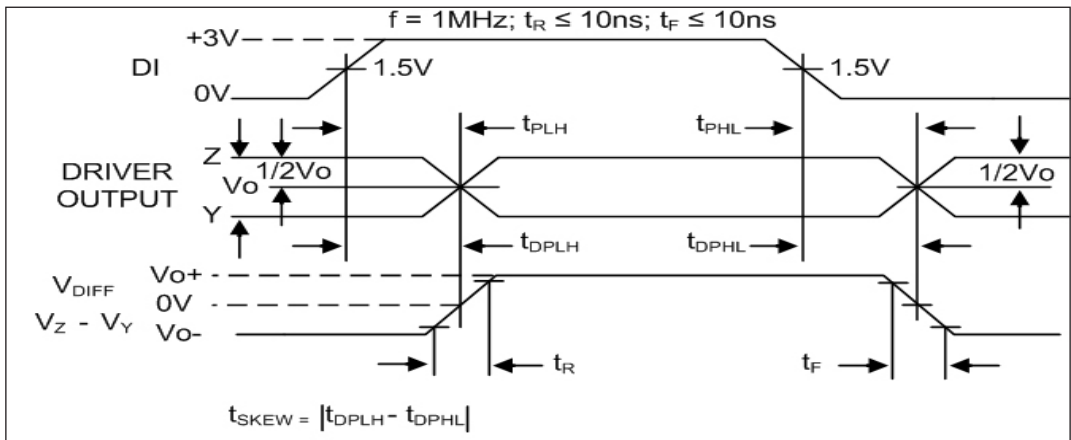 f = 1MHz; tR ≤ 10ns; tF ≤ 10ns
+3V
DI
1.5V
1.5V
0V
tPLH
tPHL
Z
DRIVER OUTPUT
1/2Vo
Vo
1/2Vo
Y
tDPLH
tDPHL
Vo+
VDIFF
0V
VZ - VY
Vo-
tR
tF
tSKEW = |tDPLH - tDPHL|